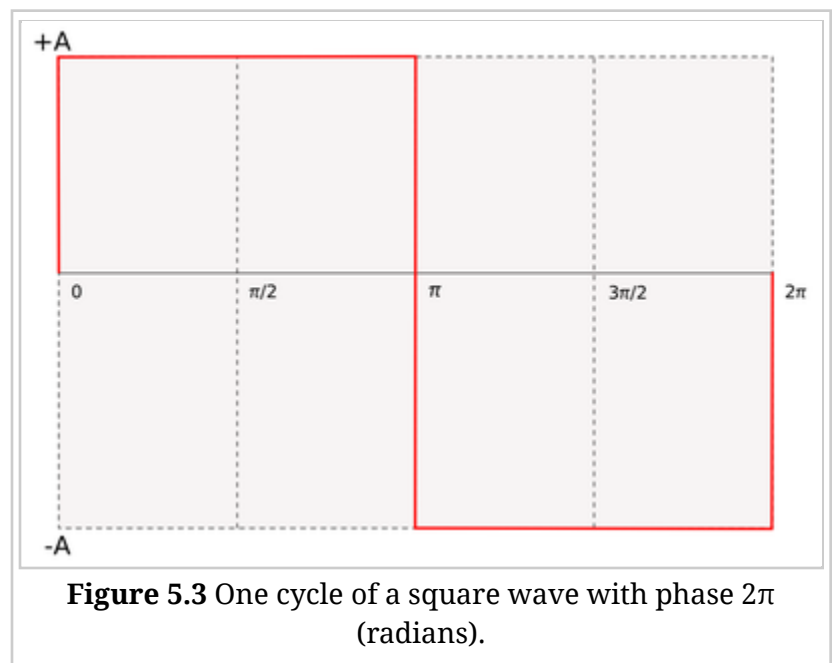 +A
0
π/2
π
3π/2
2π
-A
Figure 5.3 One cycle of a square wave with phase 2π
(radians).